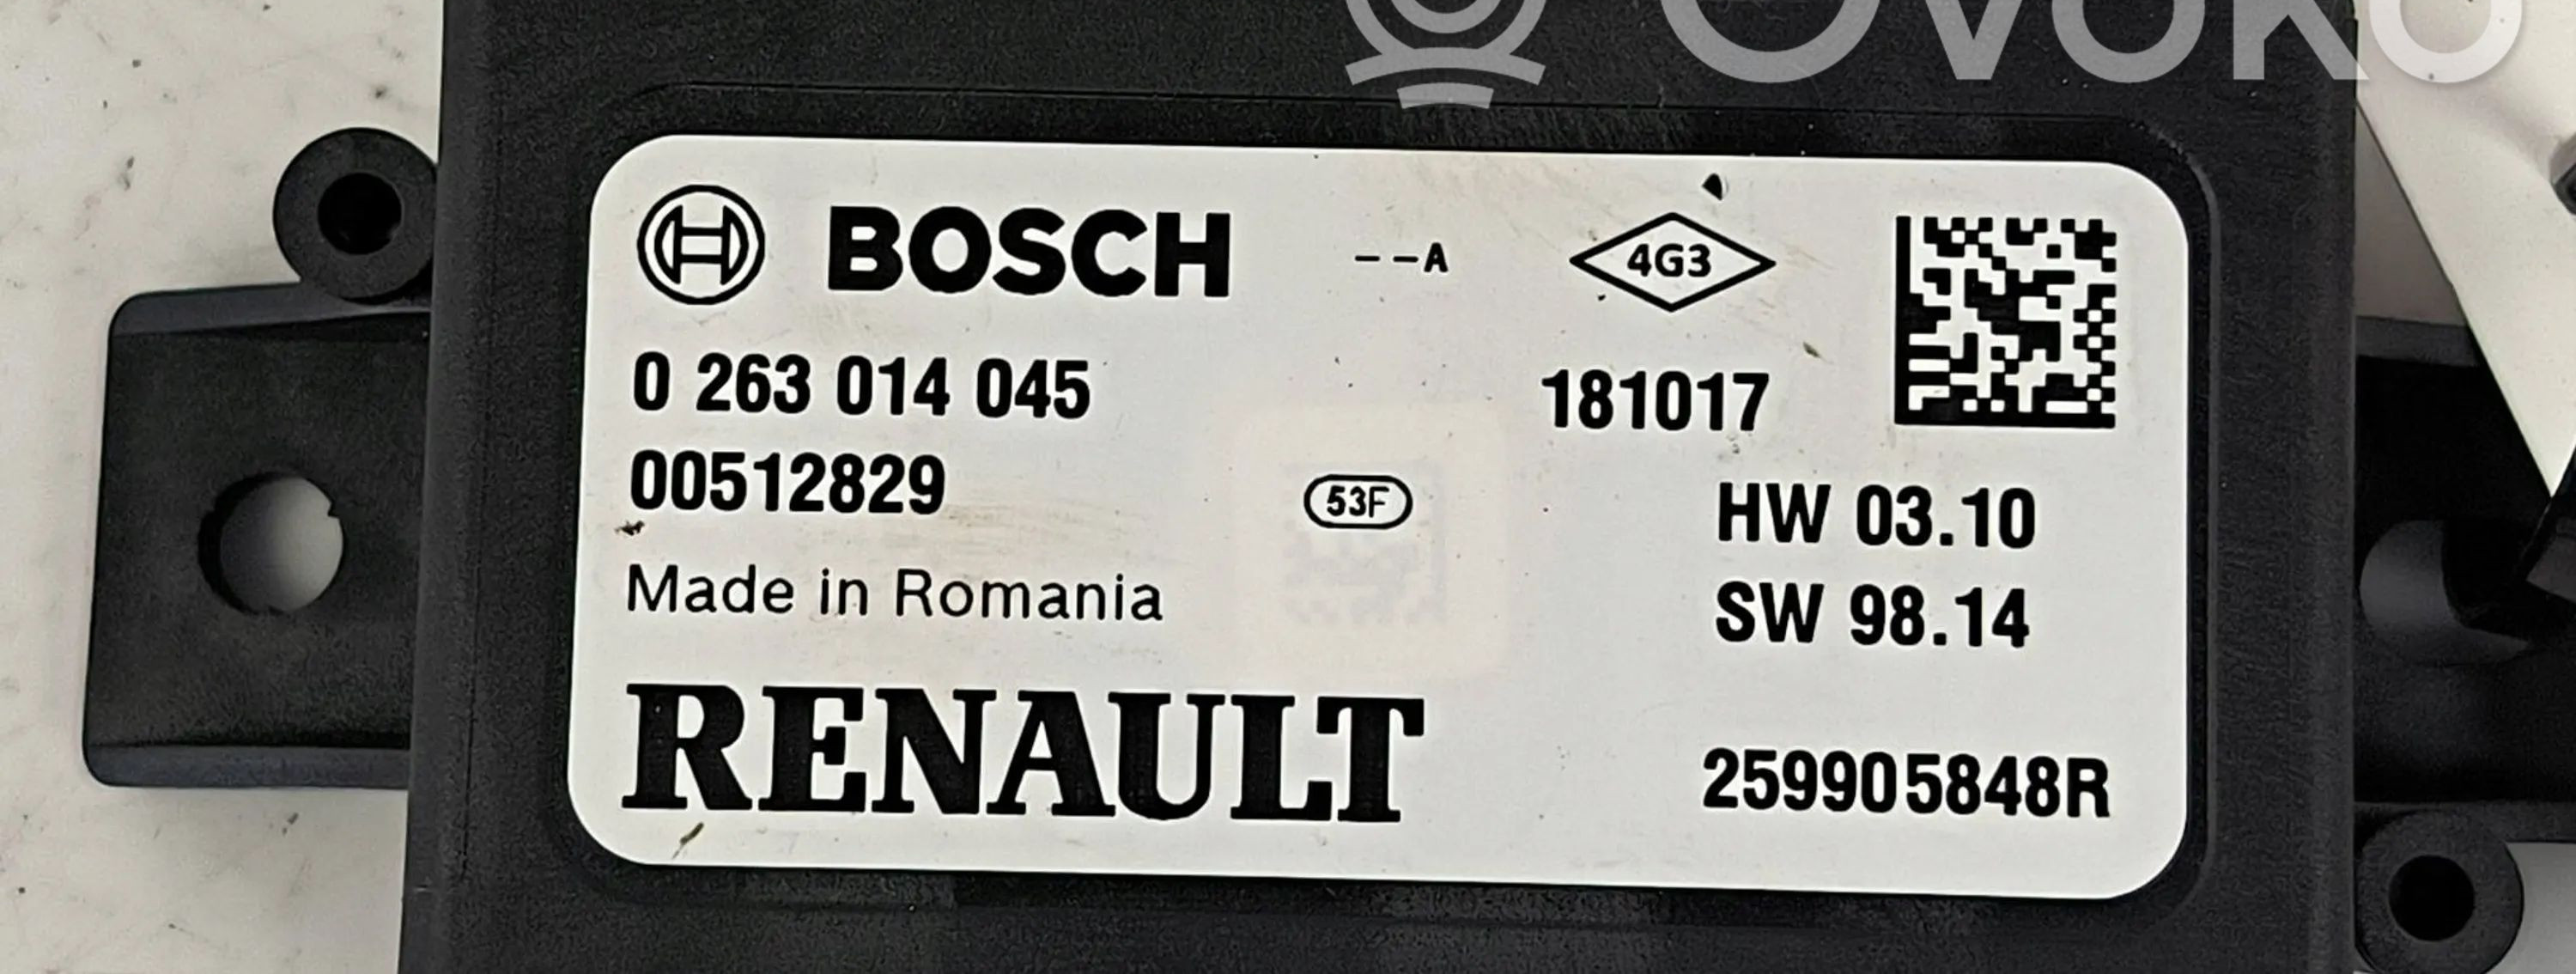 OVOKO
BOSCH --A 4G3
0 263 014 045 181017
00512829 53F HW 03.10
Made in Romania SW 98.14
RENAULT 259905848R